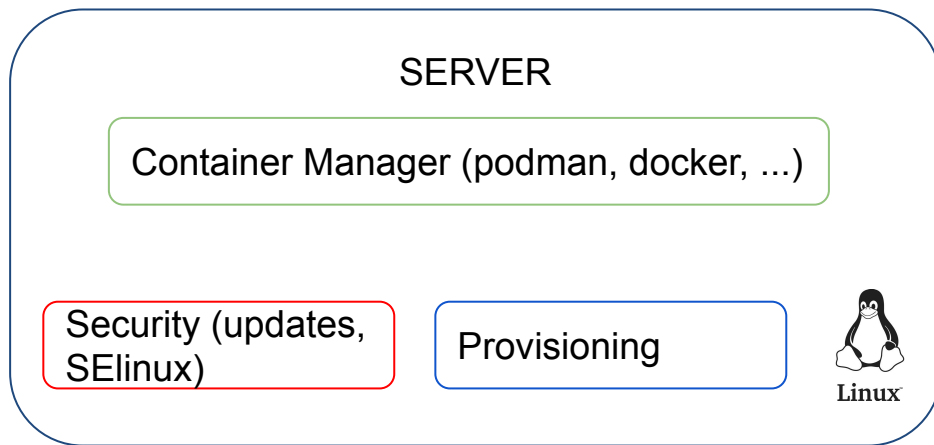 SERVER
Container Manager (podman, docker, ...)
Security (updates,
SElinux)
Provisioning
Linux